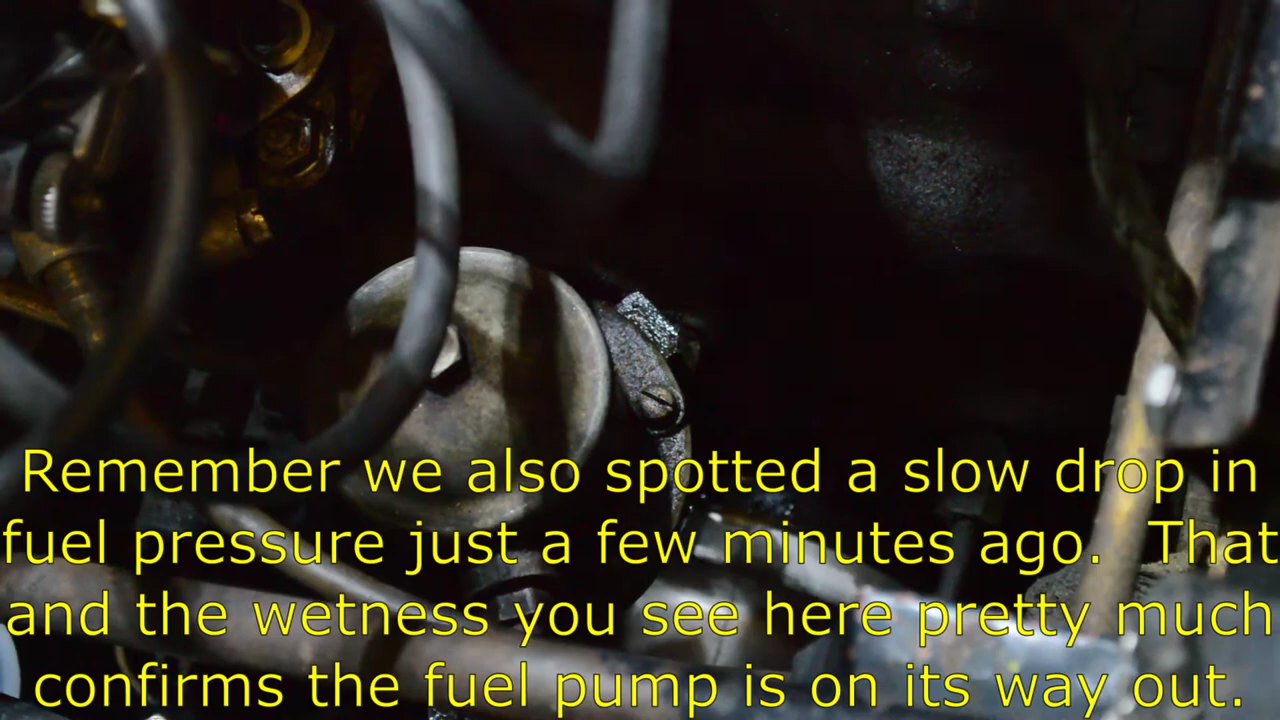 Remember we also spotted a slow drop in
fuel pressure just a few minutes ago.  That
and the wetness you see here pretty much
confirms the fuel pump is on its way out.